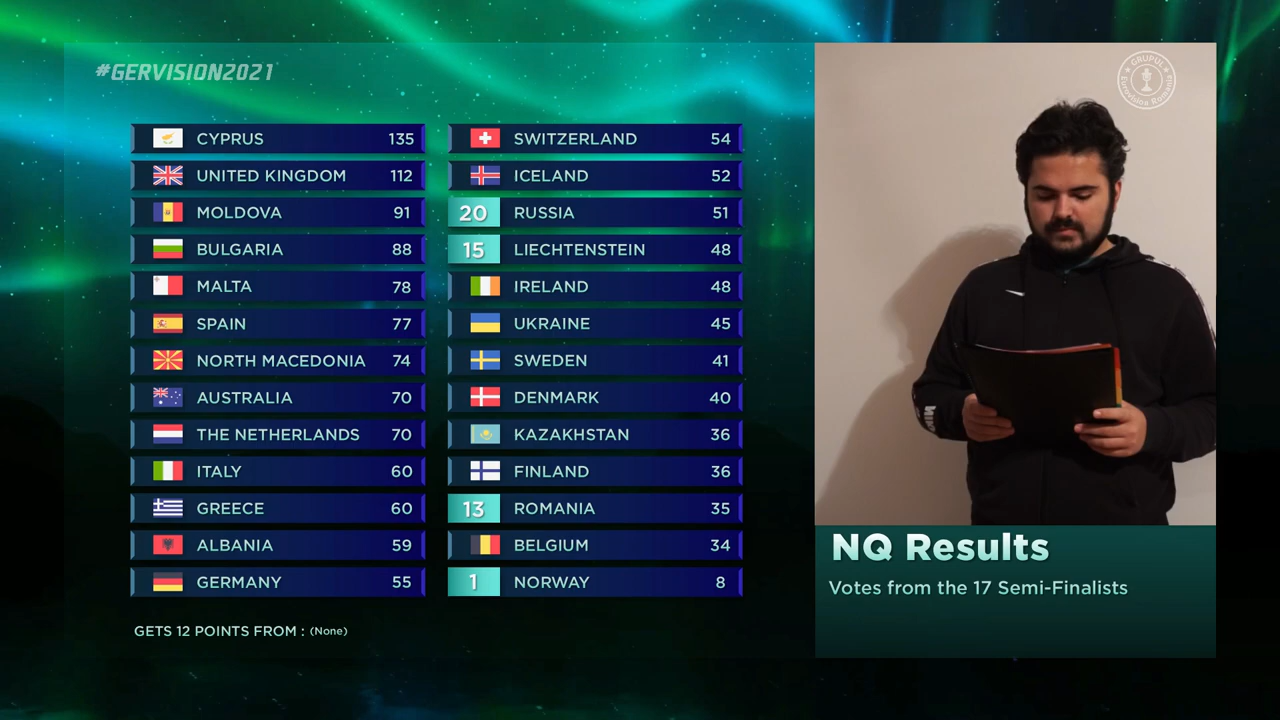 #GERVISION2021
CYPRUS 135
UNITED KINGDOM 112
MOLDOVA 91
BULGARIA 88
MALTA 78
SPAIN 77
NORTH MACEDONIA 74
AUSTRALIA 70
THE NETHERLANDS 70
ITALY 60
GREECE 60
ALBANIA 59
GERMANY 55
SWITZERLAND 54
ICELAND 52
20 RUSSIA 51
15 LIECHTENSTEIN 48
IRELAND 48
UKRAINE 45
SWEDEN 41
DENMARK 40
KAZAKHSTAN 36
FINLAND 36
13 ROMANIA 35
BELGIUM 34
1 NORWAY 8
GETS 12 POINTS FROM : (None)
GRUPUL
Eurovision Romania
NQ Results
Votes from the 17 Semi-Finalists